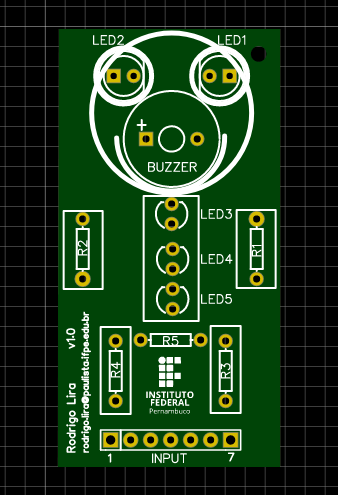 LED2
LED1
+
BUZZER
LED3
R2
R1
LED4
LED5
v1.0
R5
R4
R3
Rodrigo Lira
rodrigo-lira@paulista-ifpe-edu-br
INSTITUTO
FEDERAL
Pernambuco
1
INPUT
7